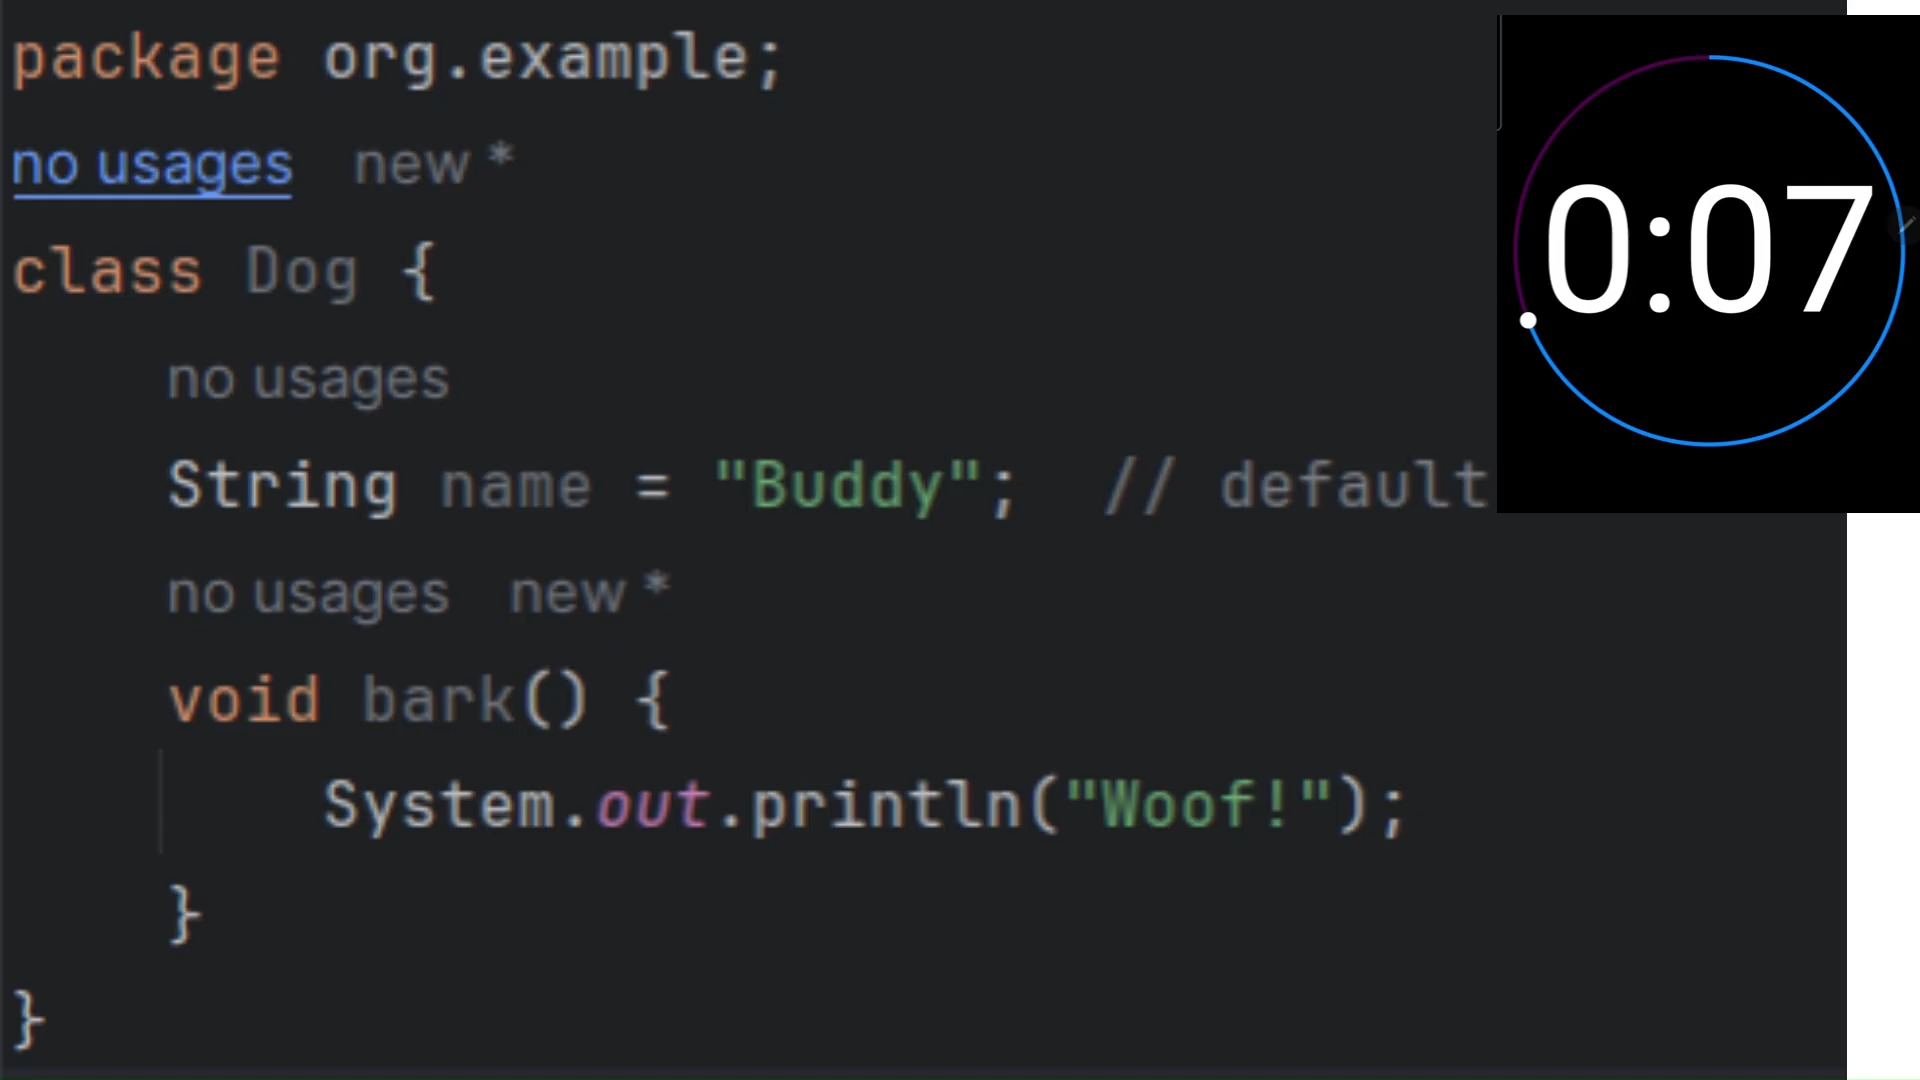 package org.example;
no usages new *
class Dog {
no usages
String name = "Buddy"; // default
no usages new *
void bark() {
System.out.println("Woof!");
}
}
0:07